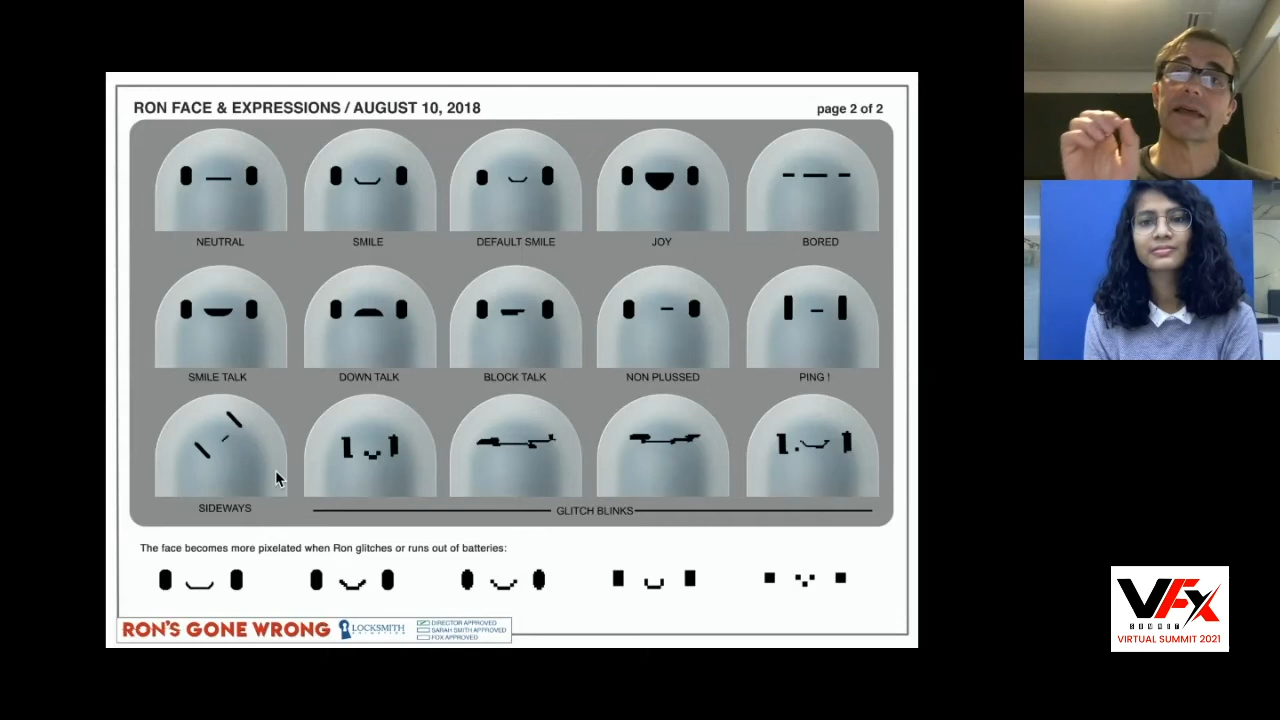 RON FACE & EXPRESSIONS / AUGUST 10, 2018
page 2 of 2
NEUTRAL
SMILE
DEFAULT SMILE
JOY
BORED
SMILE TALK
DOWN TALK
BLOCK TALK
NON PLUSSED
PING !
SIDEWAYS
GLITCH BLINKS
The face becomes more pixelated when Ron glitches or runs out of batteries:
RON'S GONE WRONG
LOCKSMITH
ANIMATION
DIRECTOR APPROVED
SARAH SMITH APPROVED
FOX APPROVED
VFX
SUMMIT
VIRTUAL SUMMIT 2021